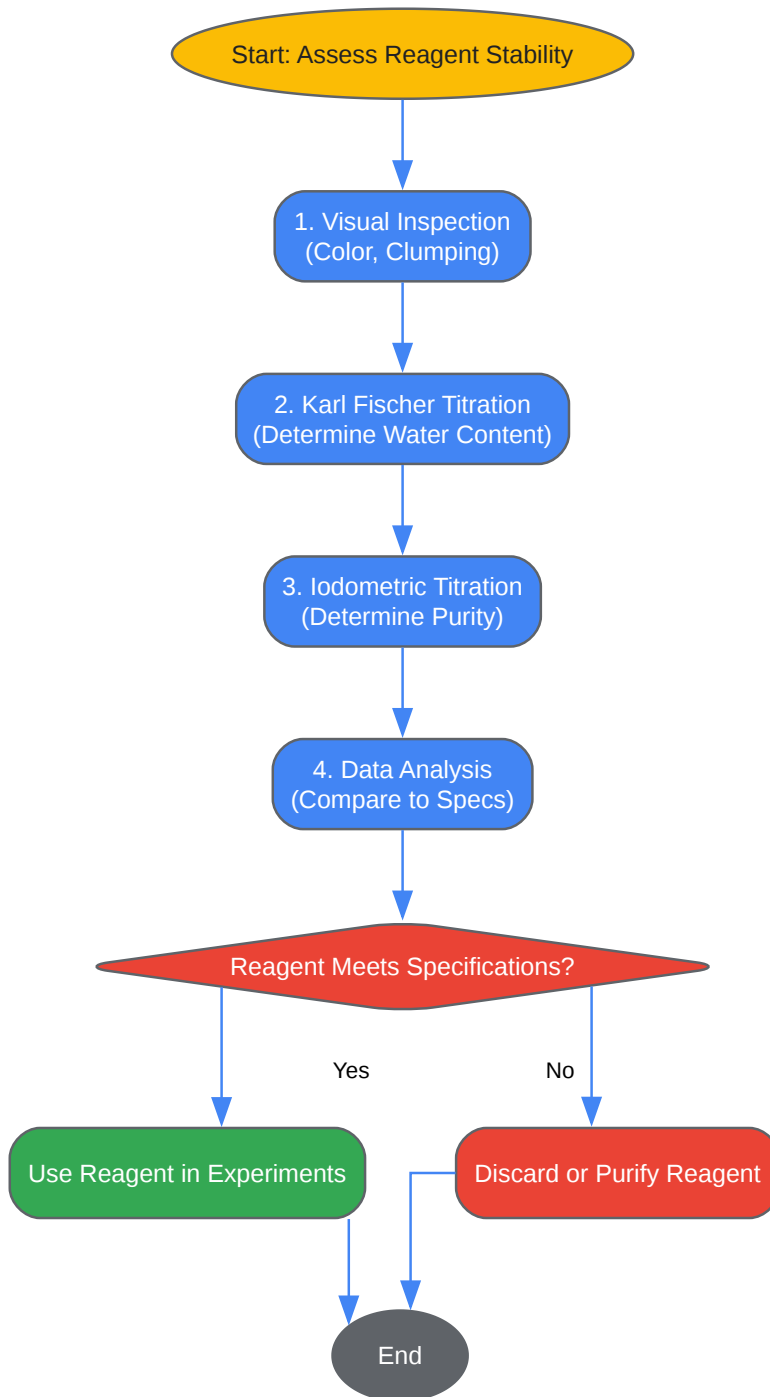 Start: Assess Reagent Stability
1. Visual Inspection
(Color, Clumping)
2. Karl Fischer Titration
(Determine Water Content)
3. Iodometric Titration
(Determine Purity)
4. Data Analysis
(Compare to Specs)
Reagent Meets Specifications?
Yes
No
Use Reagent in Experiments
Discard or Purify Reagent
End